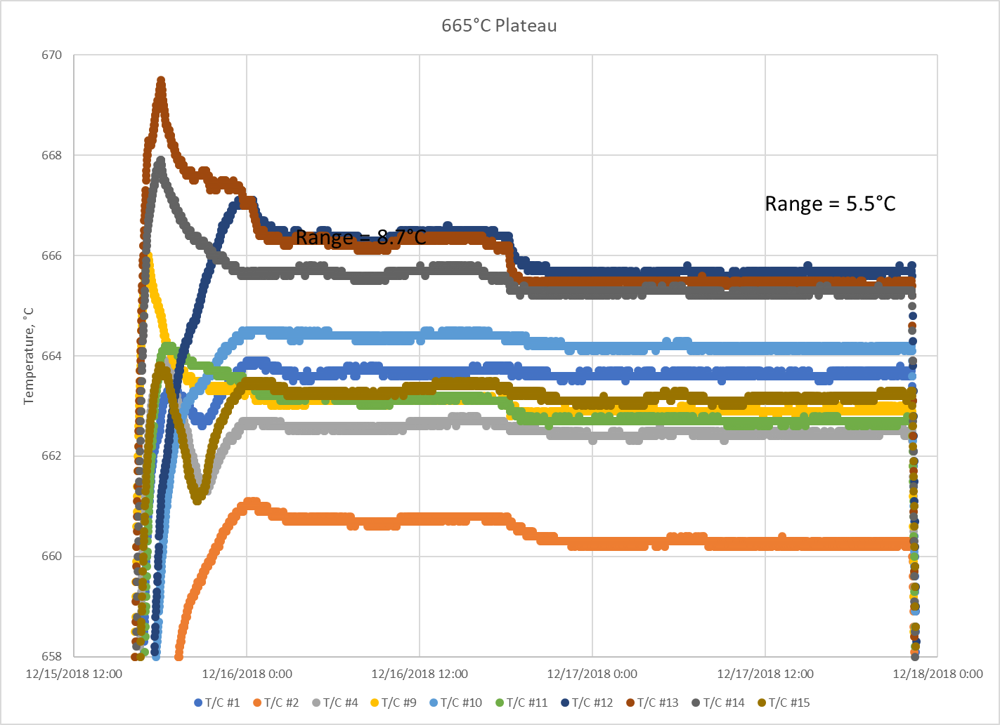 665°C Plateau
670
668
666
664
662
660
658
Temperature, °C
Range = 8.7°C
Range = 5.5°C
12/15/2018 12:00
12/16/2018 0:00
12/16/2018 12:00
12/17/2018 0:00
12/17/2018 12:00
12/18/2018 0:00
T/C #1
T/C #2
T/C #4
T/C #9
T/C #10
T/C #11
T/C #12
T/C #13
T/C #14
T/C #15